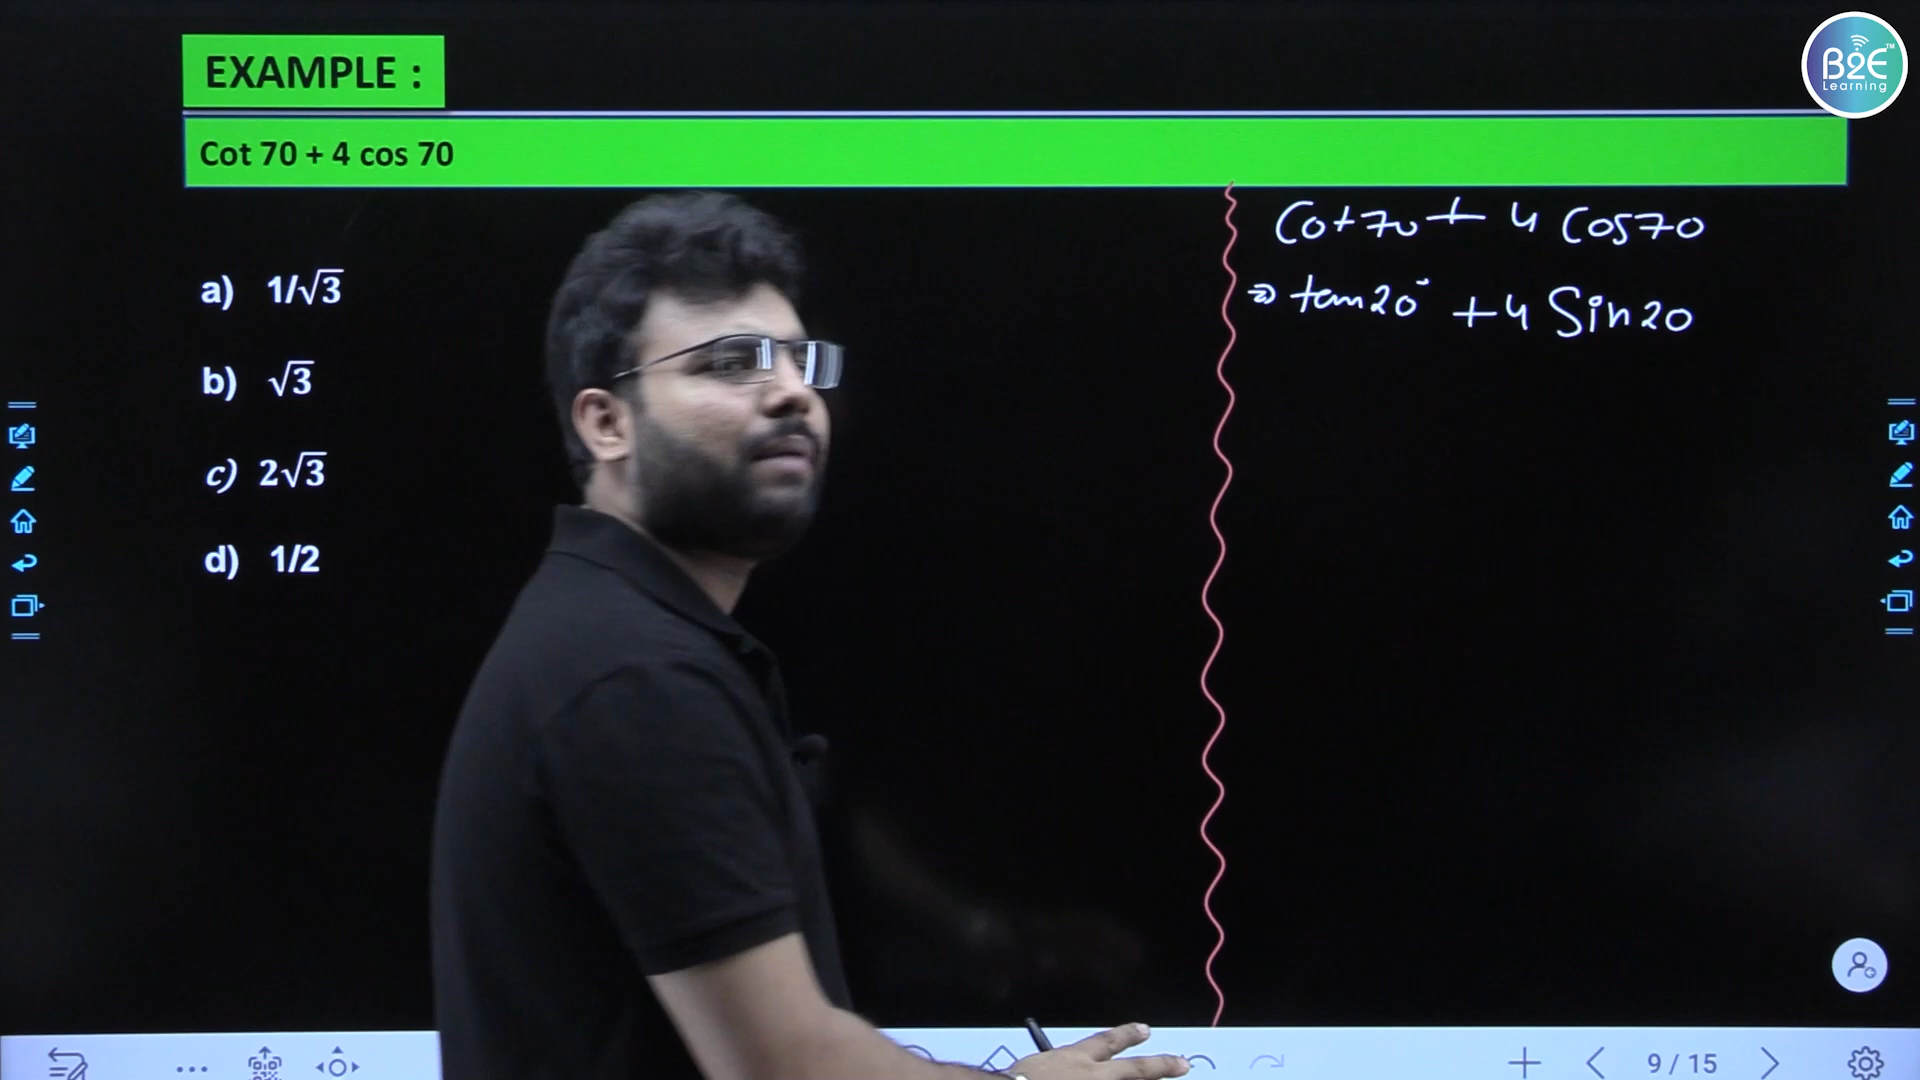 EXAMPLE :
B2E
TM
Learning
Cot 70 + 4 cos 70
Cot70 + 4 Cos70
⇒ tan20° + 4 Sin20
a) 1/√3
b) √3
c) 2√3
d) 1/2
9 / 15